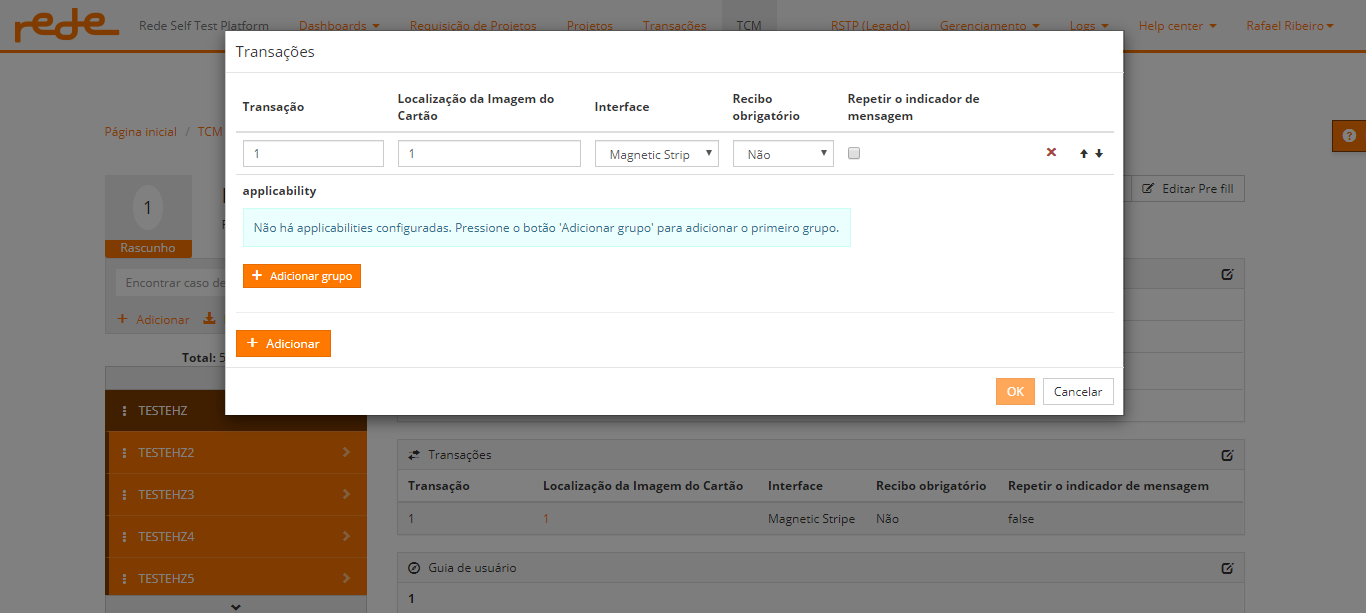 rede Rede Self Test Platform Dashboards Requisição de Projetos Projetos Transações TCM RSTP (Legado) Gerenciamento Logs Help center Rafael Ribeiro
Transações
Transação Localização da Imagem do Cartão Interface Recibo obrigatório Repetir o indicador de mensagem
1 1 Magnetic Strip Não
applicability
Não há applicabilities configuradas. Pressione o botão 'Adicionar grupo' para adicionar o primeiro grupo.
+ Adicionar grupo
+ Adicionar
OK Cancelar
Página inicial / TCM
1
Rascunho
Editar Pre fill
Encontrar caso de
+ Adicionar
Total: 5
TESTEHZ
TESTEHZ2
TESTEHZ3
TESTEHZ4
TESTEHZ5
Transações
Transação Localização da Imagem do Cartão Interface Recibo obrigatório Repetir o indicador de mensagem
1 1 Magnetic Stripe Não false
Guia de usuário
1